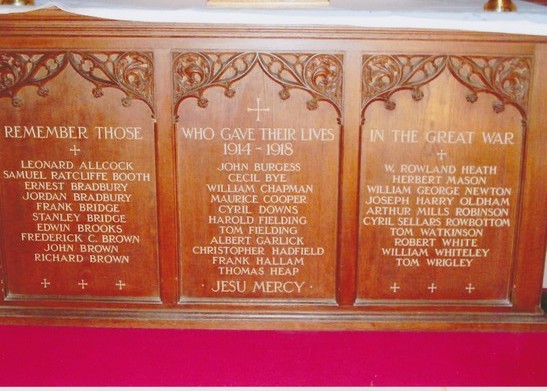 REMEMBER THOSE
LEONARD ALLCOCK
SAMUEL RATCLIFFE BOOTH
ERNEST BRADBURY
JORDAN BRADBURY
FRANK BRIDGE
STANLEY BRIDGE
EDWIN BROOKS
FREDERICK C. BROWN
JOHN BROWN
RICHARD BROWN
WHO GAVE THEIR LIVES
1914 - 1918
JOHN BURGESS
CECIL BYE
WILLIAM CHAPMAN
MAURICE COOPER
CYRIL DOWNS
HAROLD FIELDING
TOM FIELDING
ALBERT GARLICK
CHRISTOPHER HADFIELD
FRANK HALLAM
THOMAS HEAP
· JESU MERCY ·
IN THE GREAT WAR
W. ROWLAND HEATH
HERBERT MASON
WILLIAM GEORGE NEWTON
JOSEPH HARRY OLDHAM
ARTHUR MILLS ROBINSON
CYRIL SELLARS ROWBOTTOM
TOM WATKINSON
ROBERT WHITE
WILLIAM WHITELEY
TOM WRIGLEY